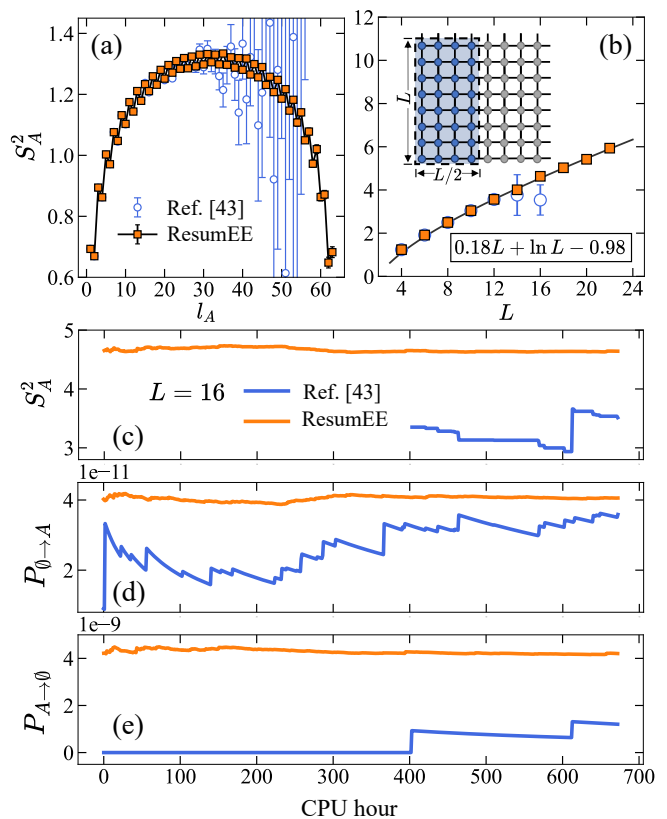 (a)
S_A^2
1.4
1.2
1.0
0.8
0.6
Ref. [43]
ResumEE
0 10 20 30 40 50 60
l_A
(b)
12
10
8
6
4
2
0
L
L/2
0.18L + ln L − 0.98
4 8 12 16 20 24
L
S_A^2
5
4
3
L = 16
Ref. [43]
ResumEE
(c)
1e−11
P_{∅→A}
4
2
(d)
1e−9
P_{A→∅}
6
4
2
0
(e)
0 100 200 300 400 500 600 700
CPU hour